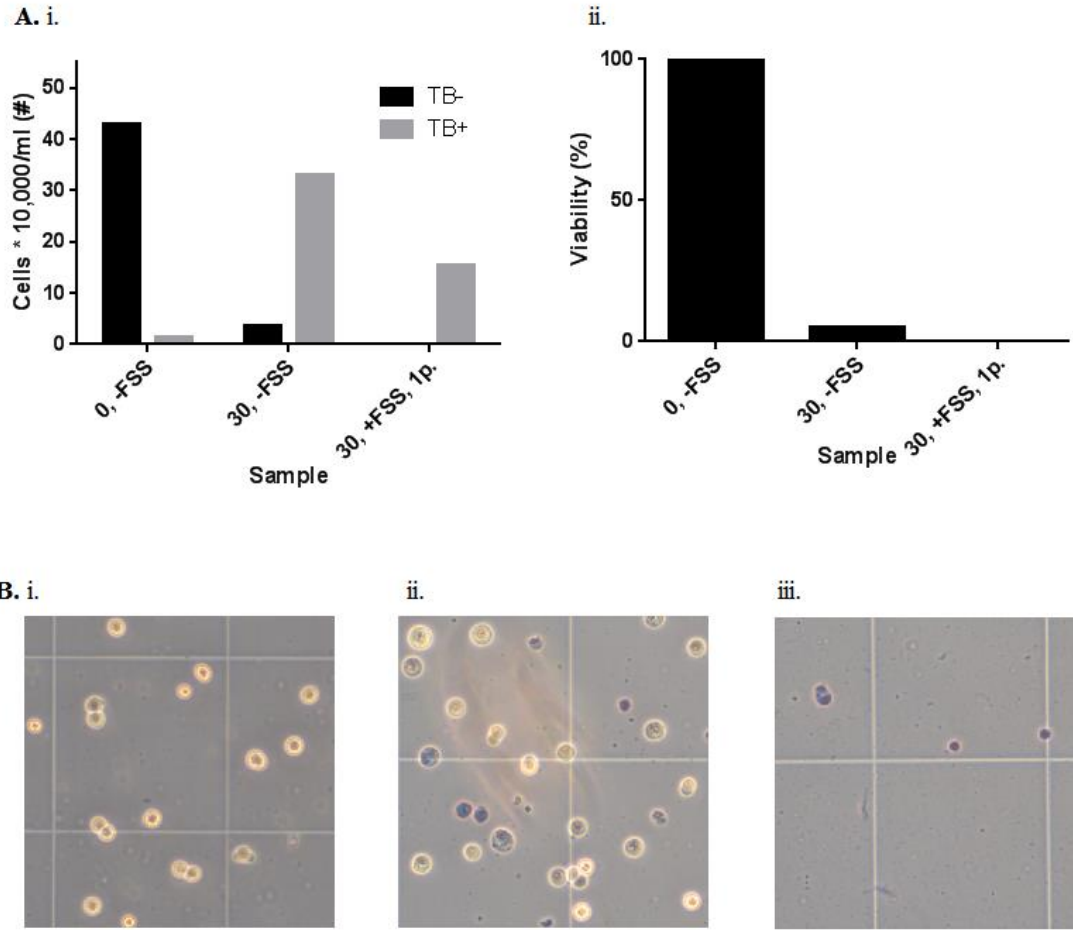 A. i.
ii.
Cells * 10,000/ml (#)
50
40
30
20
10
0
TB-
TB+
0, -FSS
30, -FSS
30, +FSS, 1p.
Sample
Viability (%)
100
50
0
0, -FSS
30, -FSS
30, +FSS, 1p.
Sample
B. i.
ii.
iii.